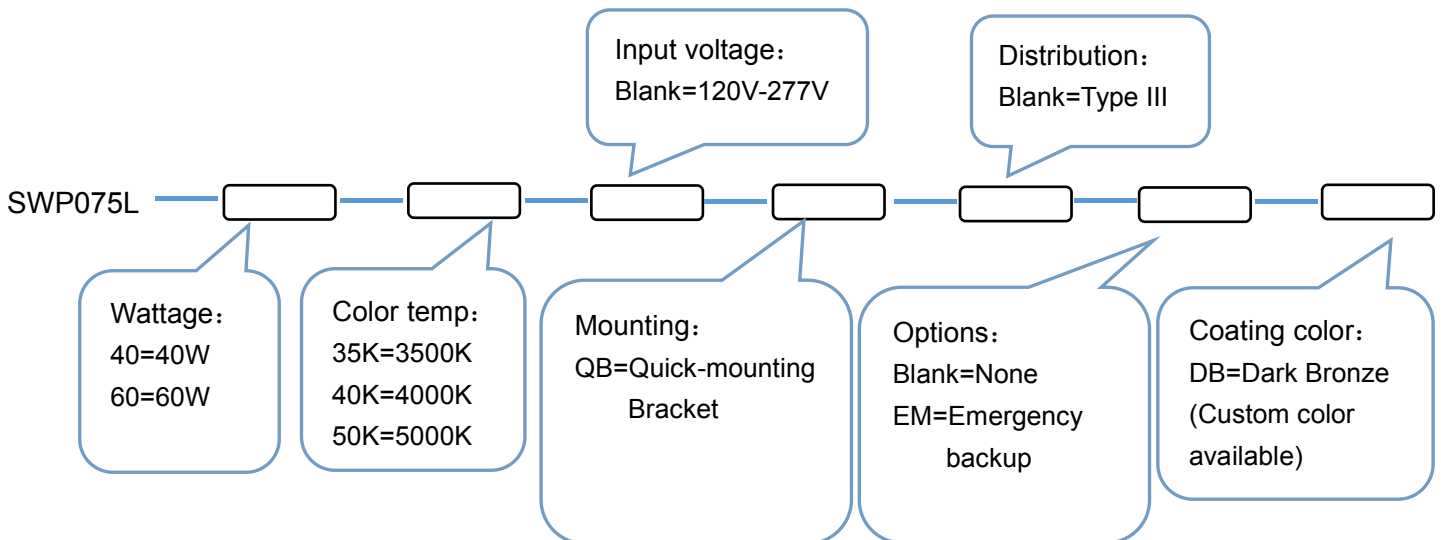 Input voltage：
Blank=120V-277V
Distribution：
Blank=Type III
SWP075L
Wattage：
40=40W
60=60W
Color temp：
35K=3500K
40K=4000K
50K=5000K
Mounting：
QB=Quick-mounting
Bracket
Options：
Blank=None
EM=Emergency
backup
Coating color：
DB=Dark Bronze
(Custom color
available)